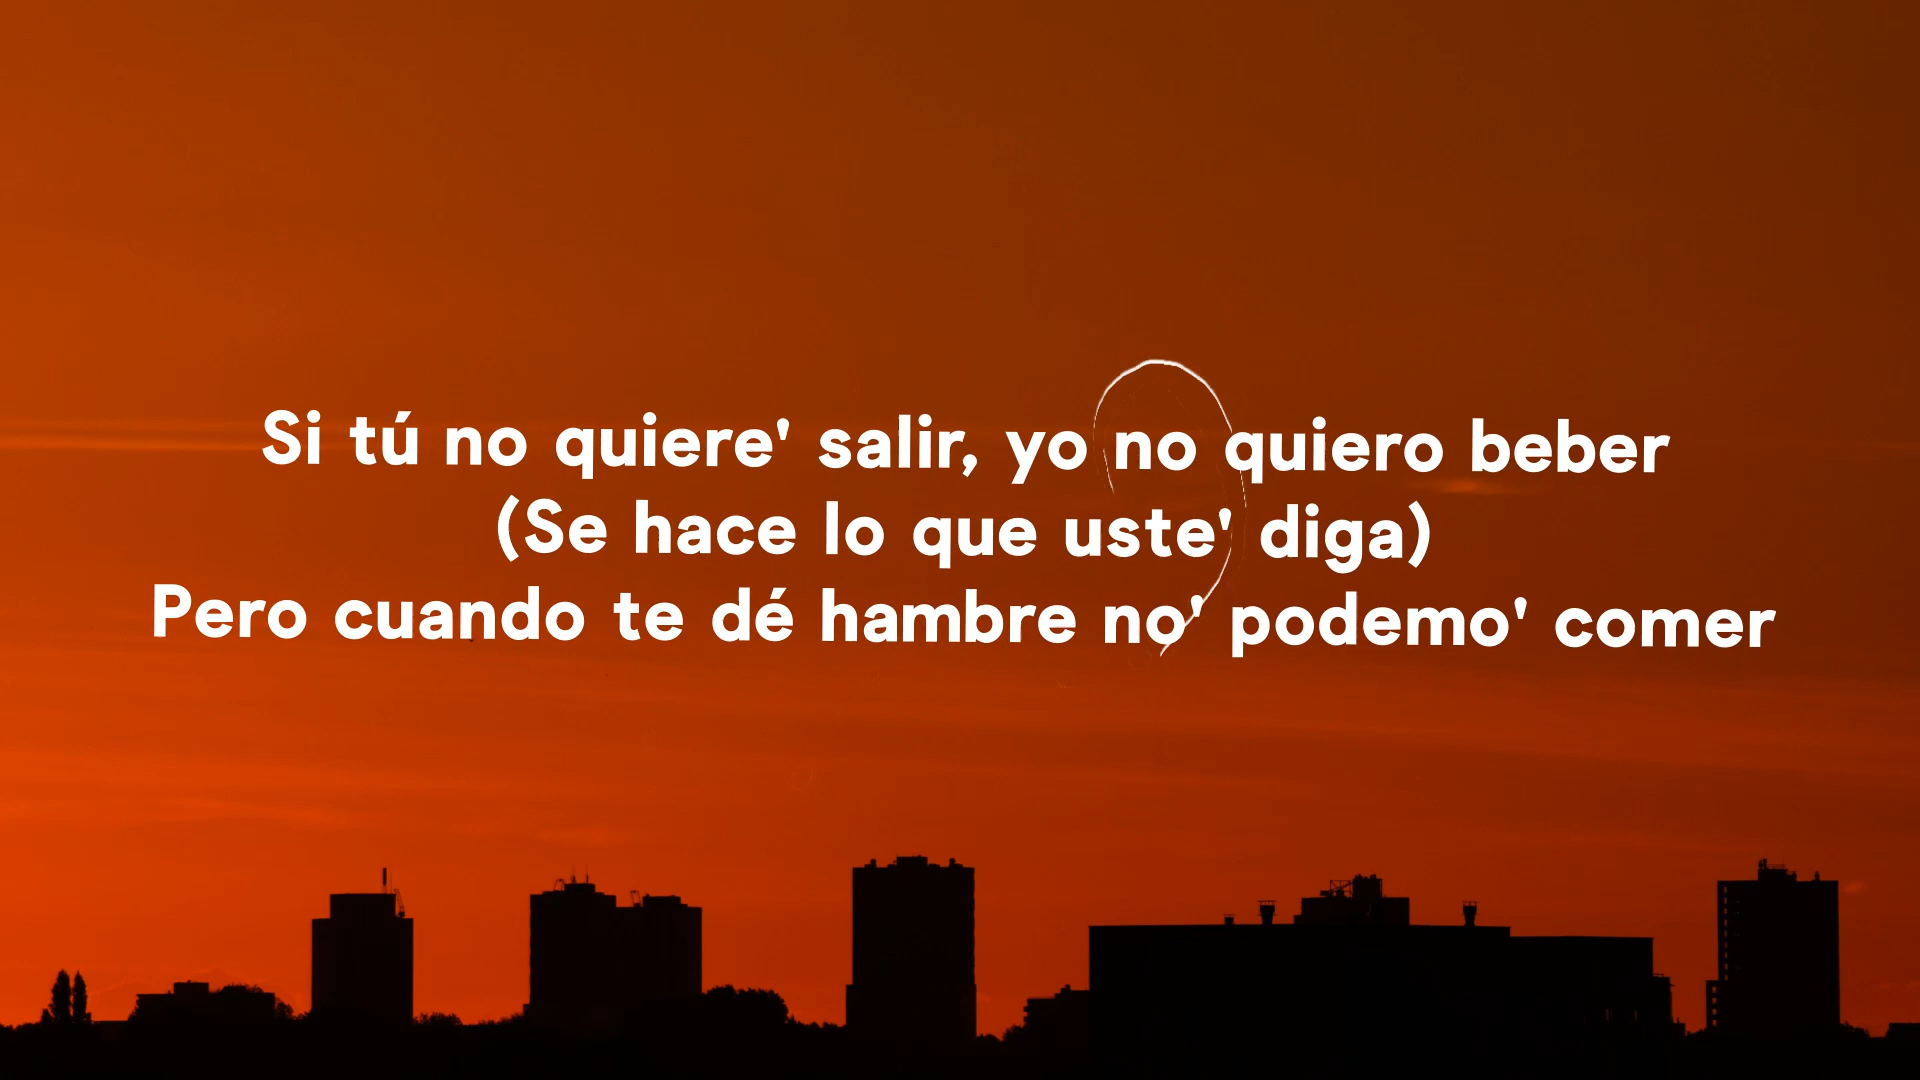 Si tú no quiere' salir, yo no quiero beber
(Se hace lo que uste' diga)
Pero cuando te dé hambre no' podemo' comer